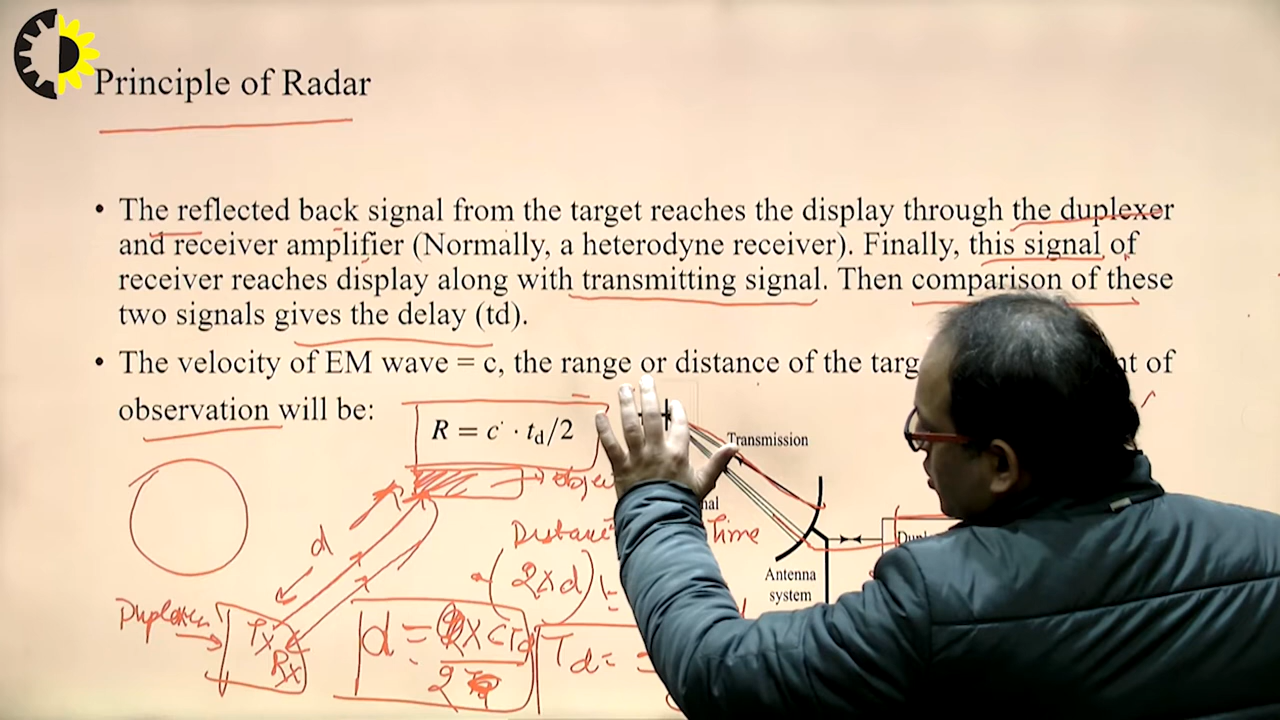 Principle of Radar
• The reflected back signal from the target reaches the display through the duplexer
and receiver amplifier (Normally, a heterodyne receiver). Finally, this signal of
receiver reaches display along with transmitting signal. Then comparison of these
two signals gives the delay (td).
• The velocity of EM wave = c, the range or distance of the of
observation will be:
R = c · td/2
Transmission
d
Time
(2×d)
Antenna
system
Duplexer
Tx
Rx
d =
Td=